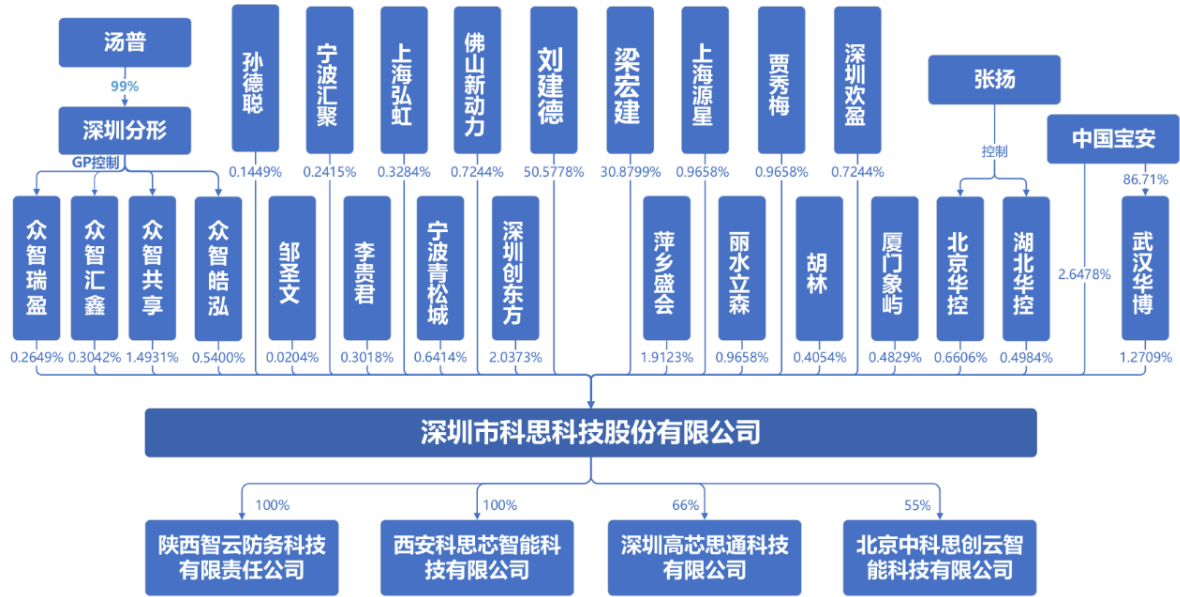 汤普
99%
深圳分形
GP控制
孙德聪
0.1449%
宁波汇聚
0.2415%
上海弘虹
0.3284%
佛山新动力
0.7244%
刘建德
50.5778%
梁宏建
30.8799%
上海源星
0.9658%
贾秀梅
0.9658%
深圳欢盈
0.7244%
张扬
控制
中国宝安
86.71%
2.6478%
众智瑞盈
0.2649%
众智汇鑫
0.3042%
众智共享
1.4931%
众智皓泓
0.5400%
邹圣文
0.0204%
李贵君
0.3018%
宁波青松城
0.6414%
深圳创东方
2.0373%
萍乡盛会
1.9123%
丽水立森
0.9658%
胡林
0.4054%
厦门象屿
0.4829%
北京华控
0.6606%
湖北华控
0.4984%
武汉华博
1.2709%
深圳市科思科技股份有限公司
100%
100%
66%
55%
陕西智云防务科技
有限责任公司
西安科思芯智能科
技有限公司
深圳高芯思通科技
有限公司
北京中科思创云智
能科技有限公司